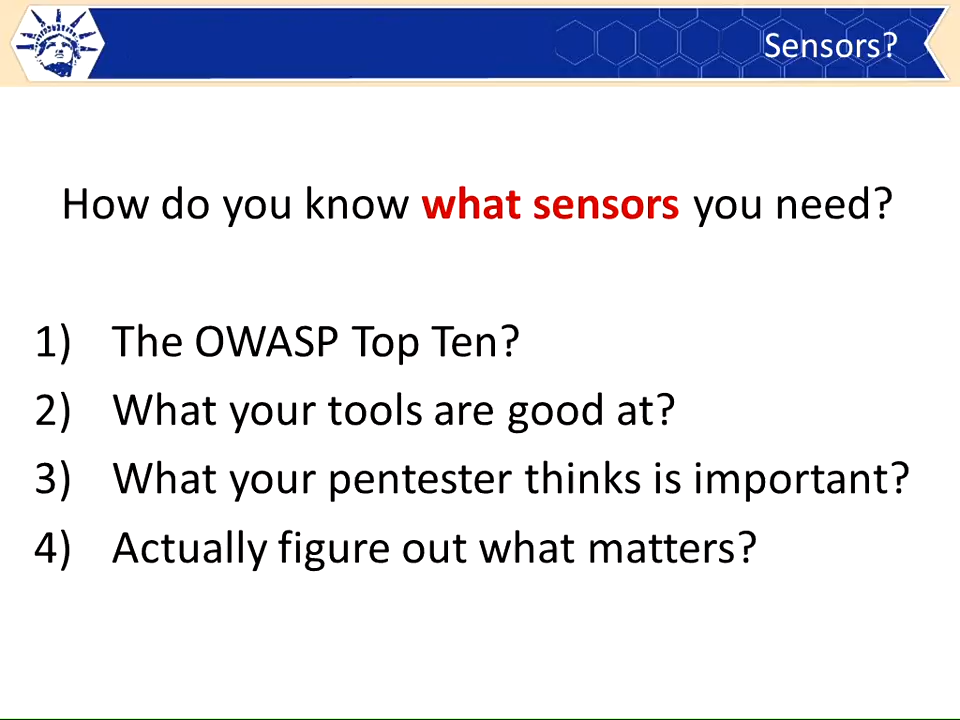 Sensors?
How do you know what sensors you need?
1) The OWASP Top Ten?
2) What your tools are good at?
3) What your pentester thinks is important?
4) Actually figure out what matters?